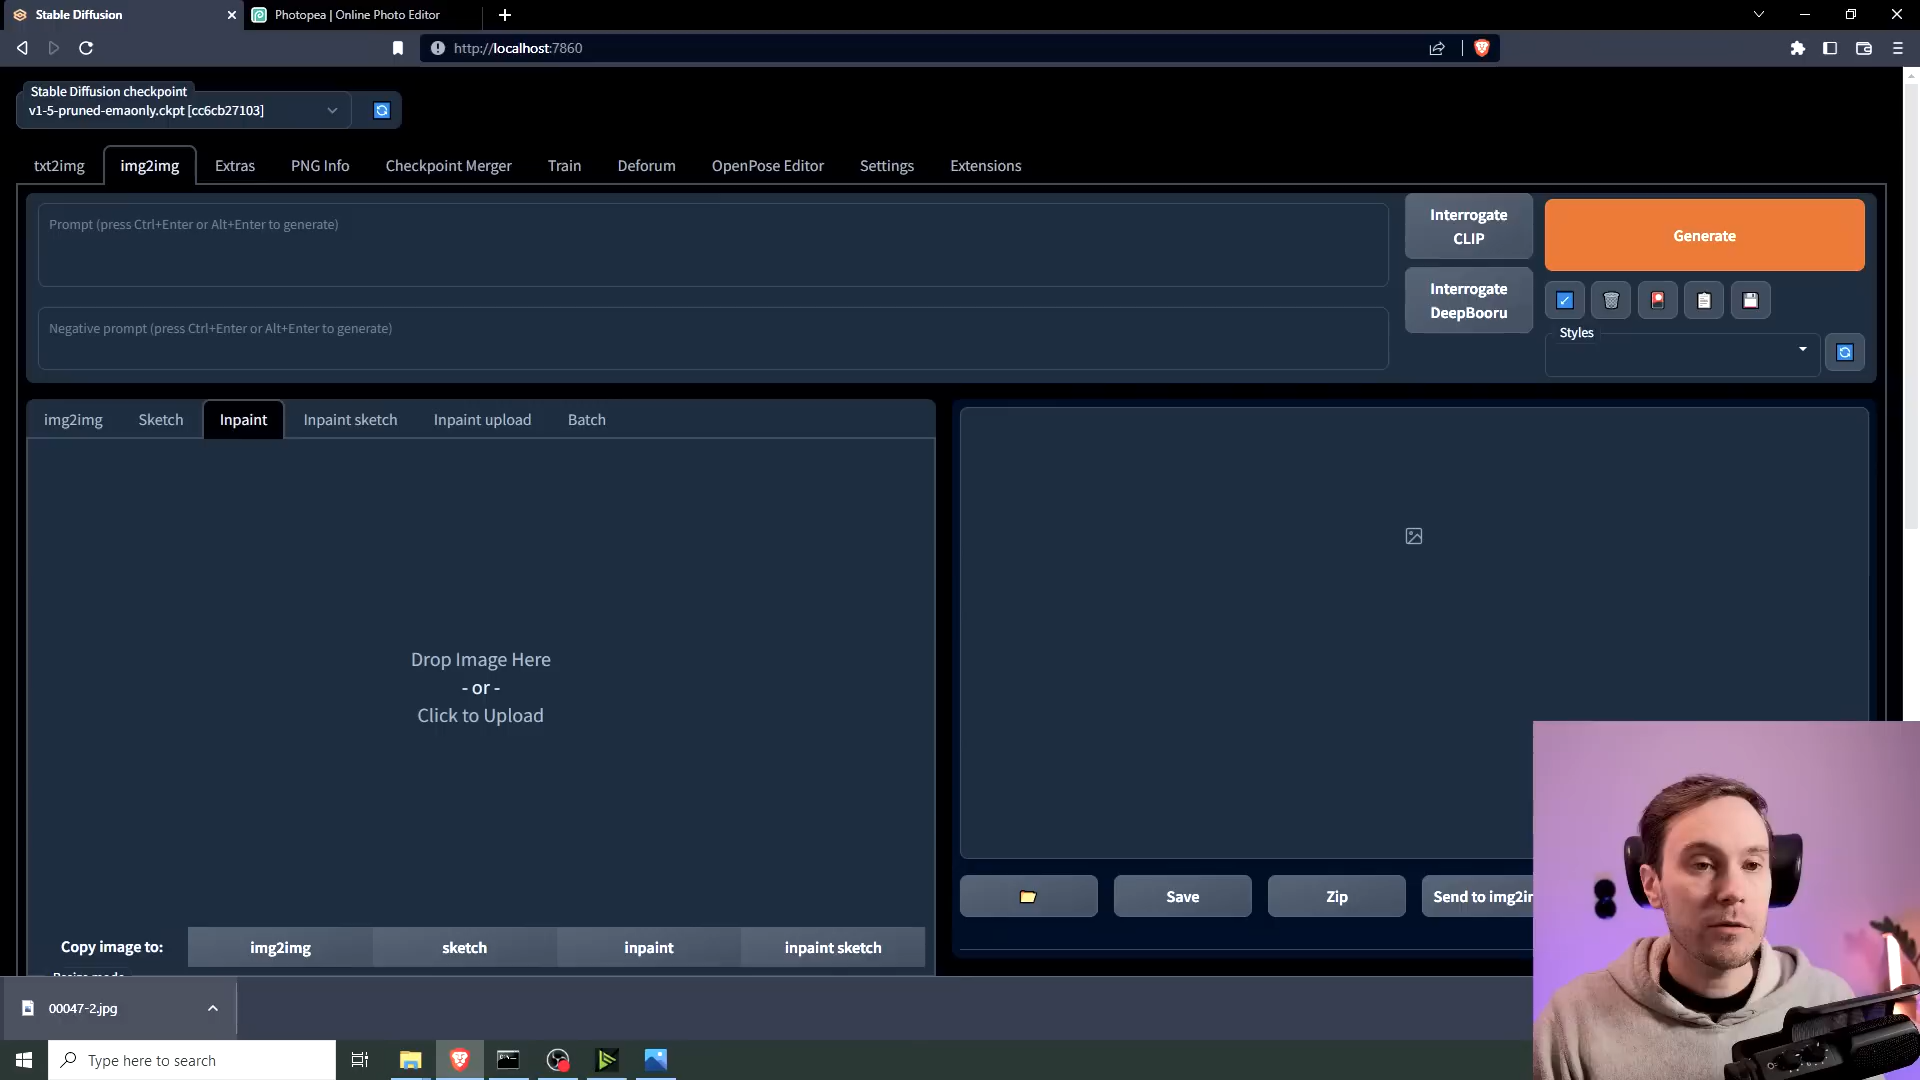 Stable Diffusion
Photopea | Online Photo Editor
http://localhost:7860
Stable Diffusion checkpoint
v1-5-pruned-emaonly.ckpt [cc6cb27103]
txt2img
img2img
Extras
PNG Info
Checkpoint Merger
Train
Deforum
OpenPose Editor
Settings
Extensions
Prompt (press Ctrl+Enter or Alt+Enter to generate)
Negative prompt (press Ctrl+Enter or Alt+Enter to generate)
Interrogate
CLIP
Interrogate
DeepBooru
Generate
Styles
img2img
Sketch
Inpaint
Inpaint sketch
Inpaint upload
Batch
Drop Image Here
- or -
Click to Upload
Copy image to:
img2img
sketch
inpaint
inpaint sketch
Save
Zip
Send to img2im
00047-2.jpg
Type here to search